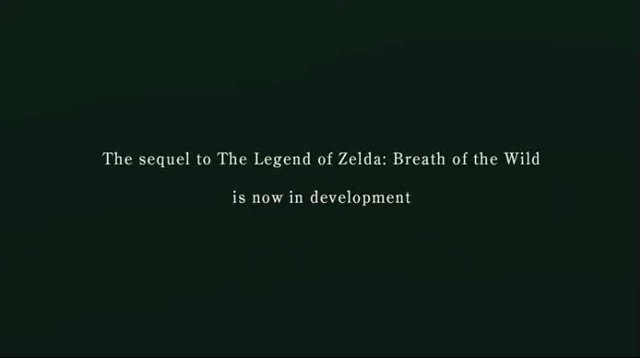 The sequel to The Legend of Zelda: Breath of the Wild
is now in development